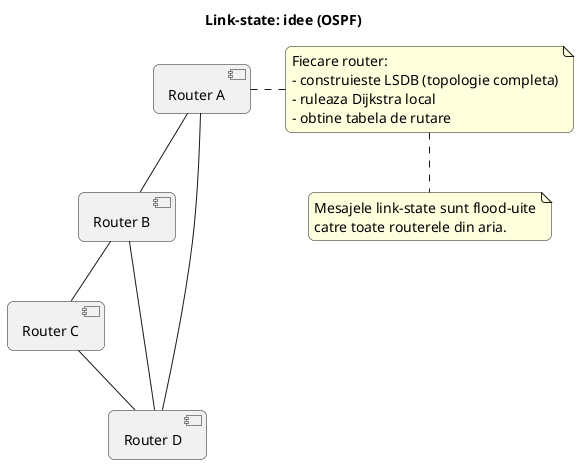 Link-state: idee (OSPF)
Fiecare router:
- construieste LSDB (topologie completa)
- ruleaza Dijkstra local
- obtine tabela de rutare
Router A
Router B
Mesajele link-state sunt flood-uite
catre toate routerele din aria.
Router C
Router D